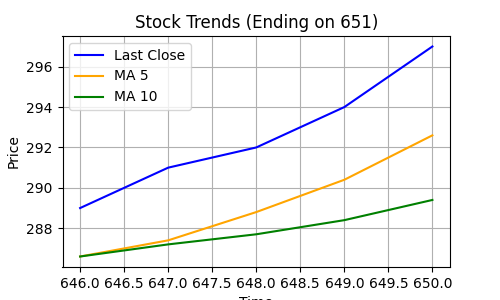 Stock Trends (Ending on 651)
Last Close
MA 5
MA 10
Price
296
294
292
290
288
646.0 646.5 647.0 647.5 648.0 648.5 649.0 649.5 650.0
Time